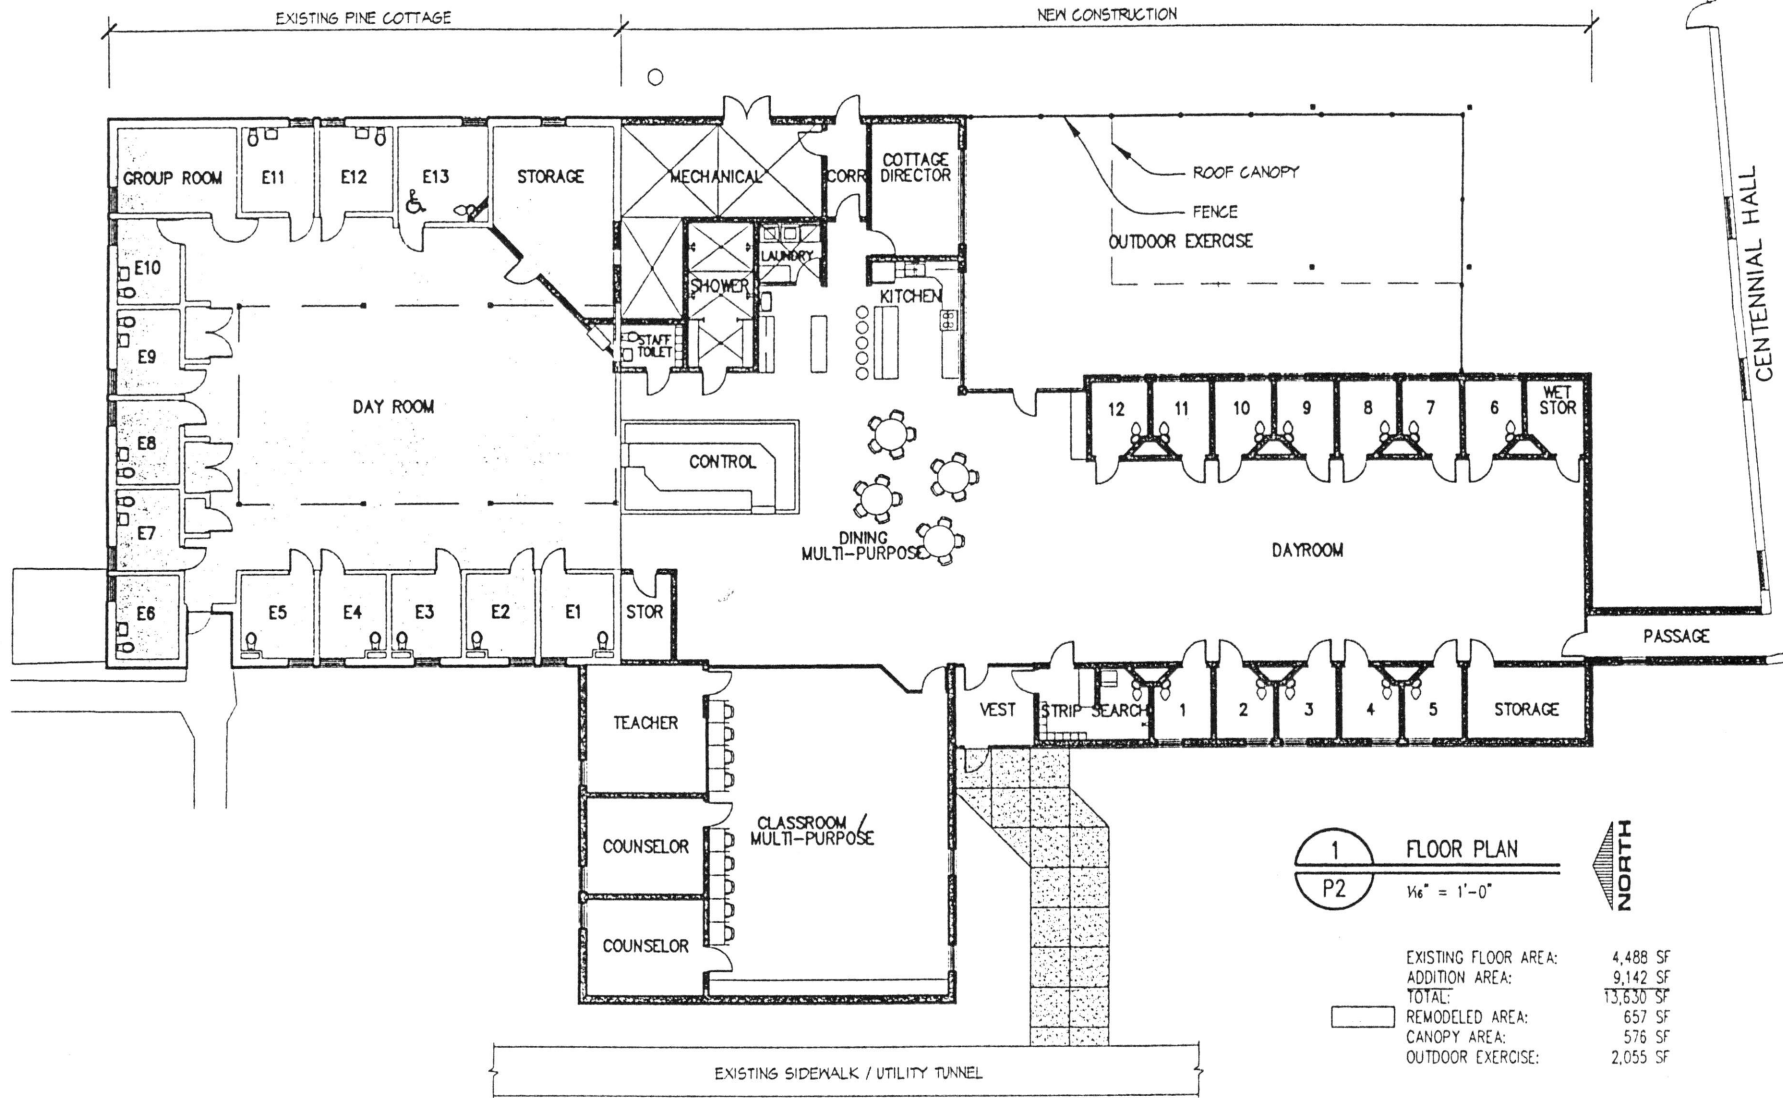 EXISTING PINE COTTAGE
NEW CONSTRUCTION
GROUP ROOM
E11
E12
E13
STORAGE
MECHANICAL
CORR
COTTAGE
DIRECTOR
ROOF CANOPY
FENCE
OUTDOOR EXERCISE
CENTENNIAL HALL
E10
LAUNDRY
SHOWER
KITCHEN
STAFF
TOILET
E9
DAY ROOM
E8
CONTROL
E7
DINING
MULTI-PURPOSE
12
11
10
9
8
7
6
WET
STOR
DAYROOM
E6
E5
E4
E3
E2
E1
STOR
PASSAGE
TEACHER
VEST
STRIP SEARCH
1
2
3
4
5
STORAGE
CLASSROOM /
MULTI-PURPOSE
COUNSELOR
COUNSELOR
1
P2
FLOOR PLAN
1/16" = 1'-0"
NORTH
EXISTING FLOOR AREA: 4,488 SF
ADDITION AREA: 9,142 SF
TOTAL: 13,630 SF
REMODELED AREA: 657 SF
CANOPY AREA: 576 SF
OUTDOOR EXERCISE: 2,055 SF
EXISTING SIDEWALK / UTILITY TUNNEL